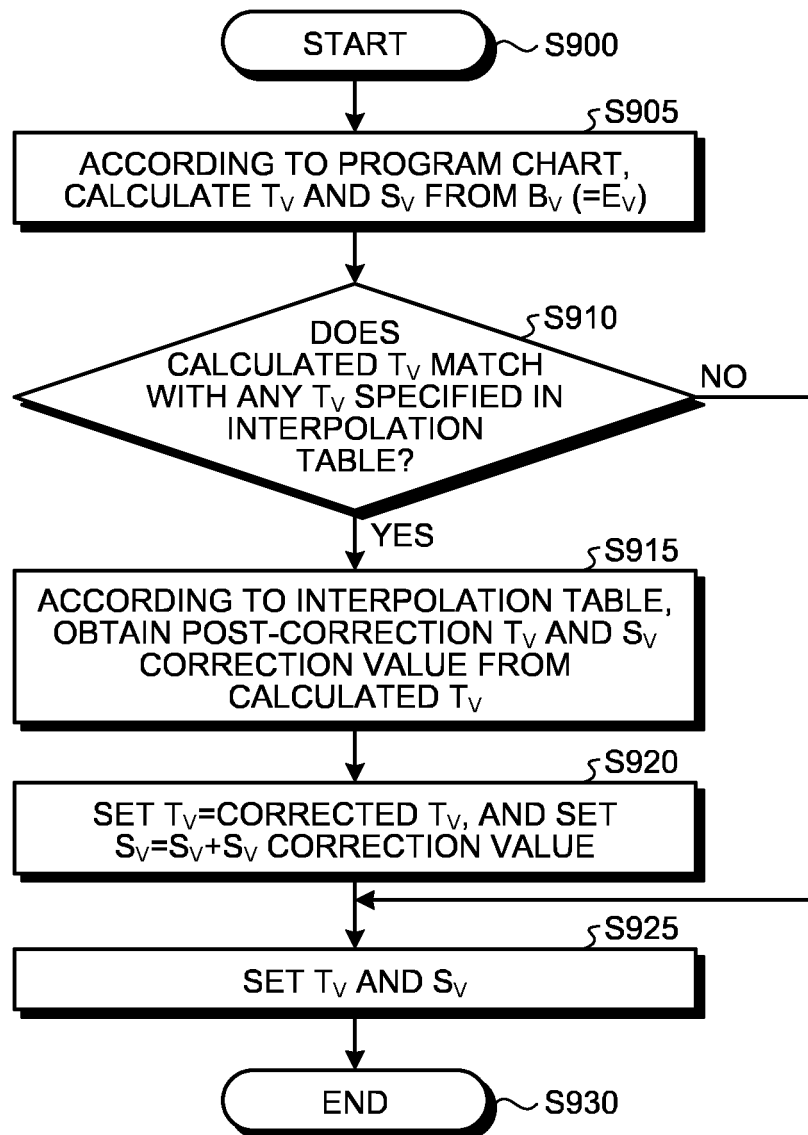 START
S900
S905
ACCORDING TO PROGRAM CHART,
CALCULATE TV AND SV FROM BV (=EV)
S910
DOES
CALCULATED TV MATCH
WITH ANY TV SPECIFIED IN
INTERPOLATION
TABLE?
NO
YES
S915
ACCORDING TO INTERPOLATION TABLE,
OBTAIN POST-CORRECTION TV AND SV
CORRECTION VALUE FROM
CALCULATED TV
S920
SET TV=CORRECTED TV, AND SET
SV=SV+SV CORRECTION VALUE
S925
SET TV AND SV
END
S930